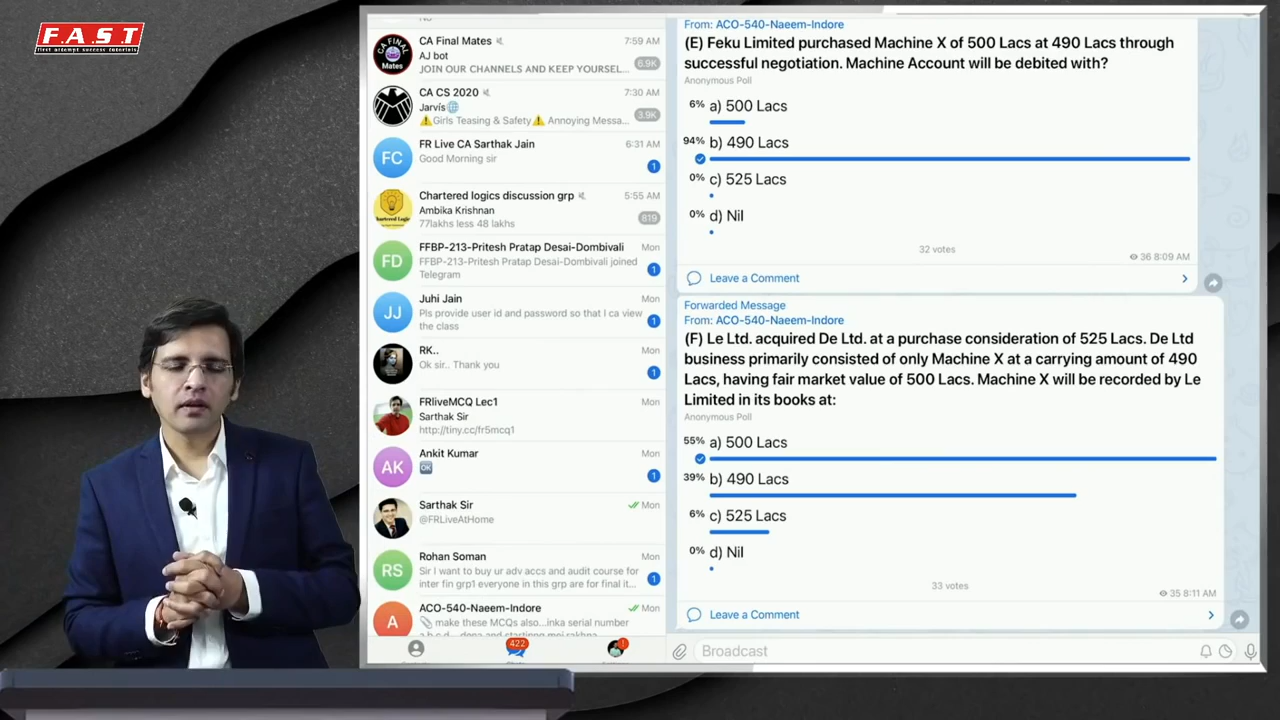 F.A.S.T
first attempt success tutorials
CA Final Mates
7:59 AM
AJ bot
JOIN OUR CHANNELS AND KEEP YOURSEL...
6.9K
CA CS 2020
7:30 AM
Jarvis
⚠️Girls Teasing & Safety⚠️ Annoying Messa...
3.9K
FR Live CA Sarthak Jain
6:31 AM
Good Morning sir
1
Chartered logics discussion grp
5:55 AM
Ambika Krishnan
77lakhs less 48 lakhs
819
FFBP-213-Pritesh Pratap Desai-Dombivali
Mon
FFBP-213-Pritesh Pratap Desai-Dombivali joined
Telegram
1
Juhi Jain
Mon
Pls provide user id and password so that I ca view
the class
1
RK..
Mon
Ok sir.. Thank you
1
FRliveMCQ Lec1
Mon
Sarthak Sir
http://tiny.cc/fr5mcq1
Ankit Kumar
Mon
🆗
1
Sarthak Sir
Mon
@FRLiveAtHome
Rohan Soman
Mon
Sir I want to buy ur adv accs and audit course for
inter fin grp1 everyone in this grp are for final it...
1
ACO-540-Naeem-Indore
Mon
make these MCQs also...inka serial number
422
FC
FD
JJ
AK
RS
A
From: ACO-540-Naeem-Indore
(E) Feku Limited purchased Machine X of 500 Lacs at 490 Lacs through
successful negotiation. Machine Account will be debited with?
Anonymous Poll
6% a) 500 Lacs
94% b) 490 Lacs
0% c) 525 Lacs
0% d) Nil
32 votes
36 8:09 AM
Leave a Comment
Forwarded Message
From: ACO-540-Naeem-Indore
(F) Le Ltd. acquired De Ltd. at a purchase consideration of 525 Lacs. De Ltd
business primarily consisted of only Machine X at a carrying amount of 490
Lacs, having fair market value of 500 Lacs. Machine X will be recorded by Le
Limited in its books at:
Anonymous Poll
55% a) 500 Lacs
39% b) 490 Lacs
6% c) 525 Lacs
0% d) Nil
33 votes
35 8:11 AM
Leave a Comment
Broadcast